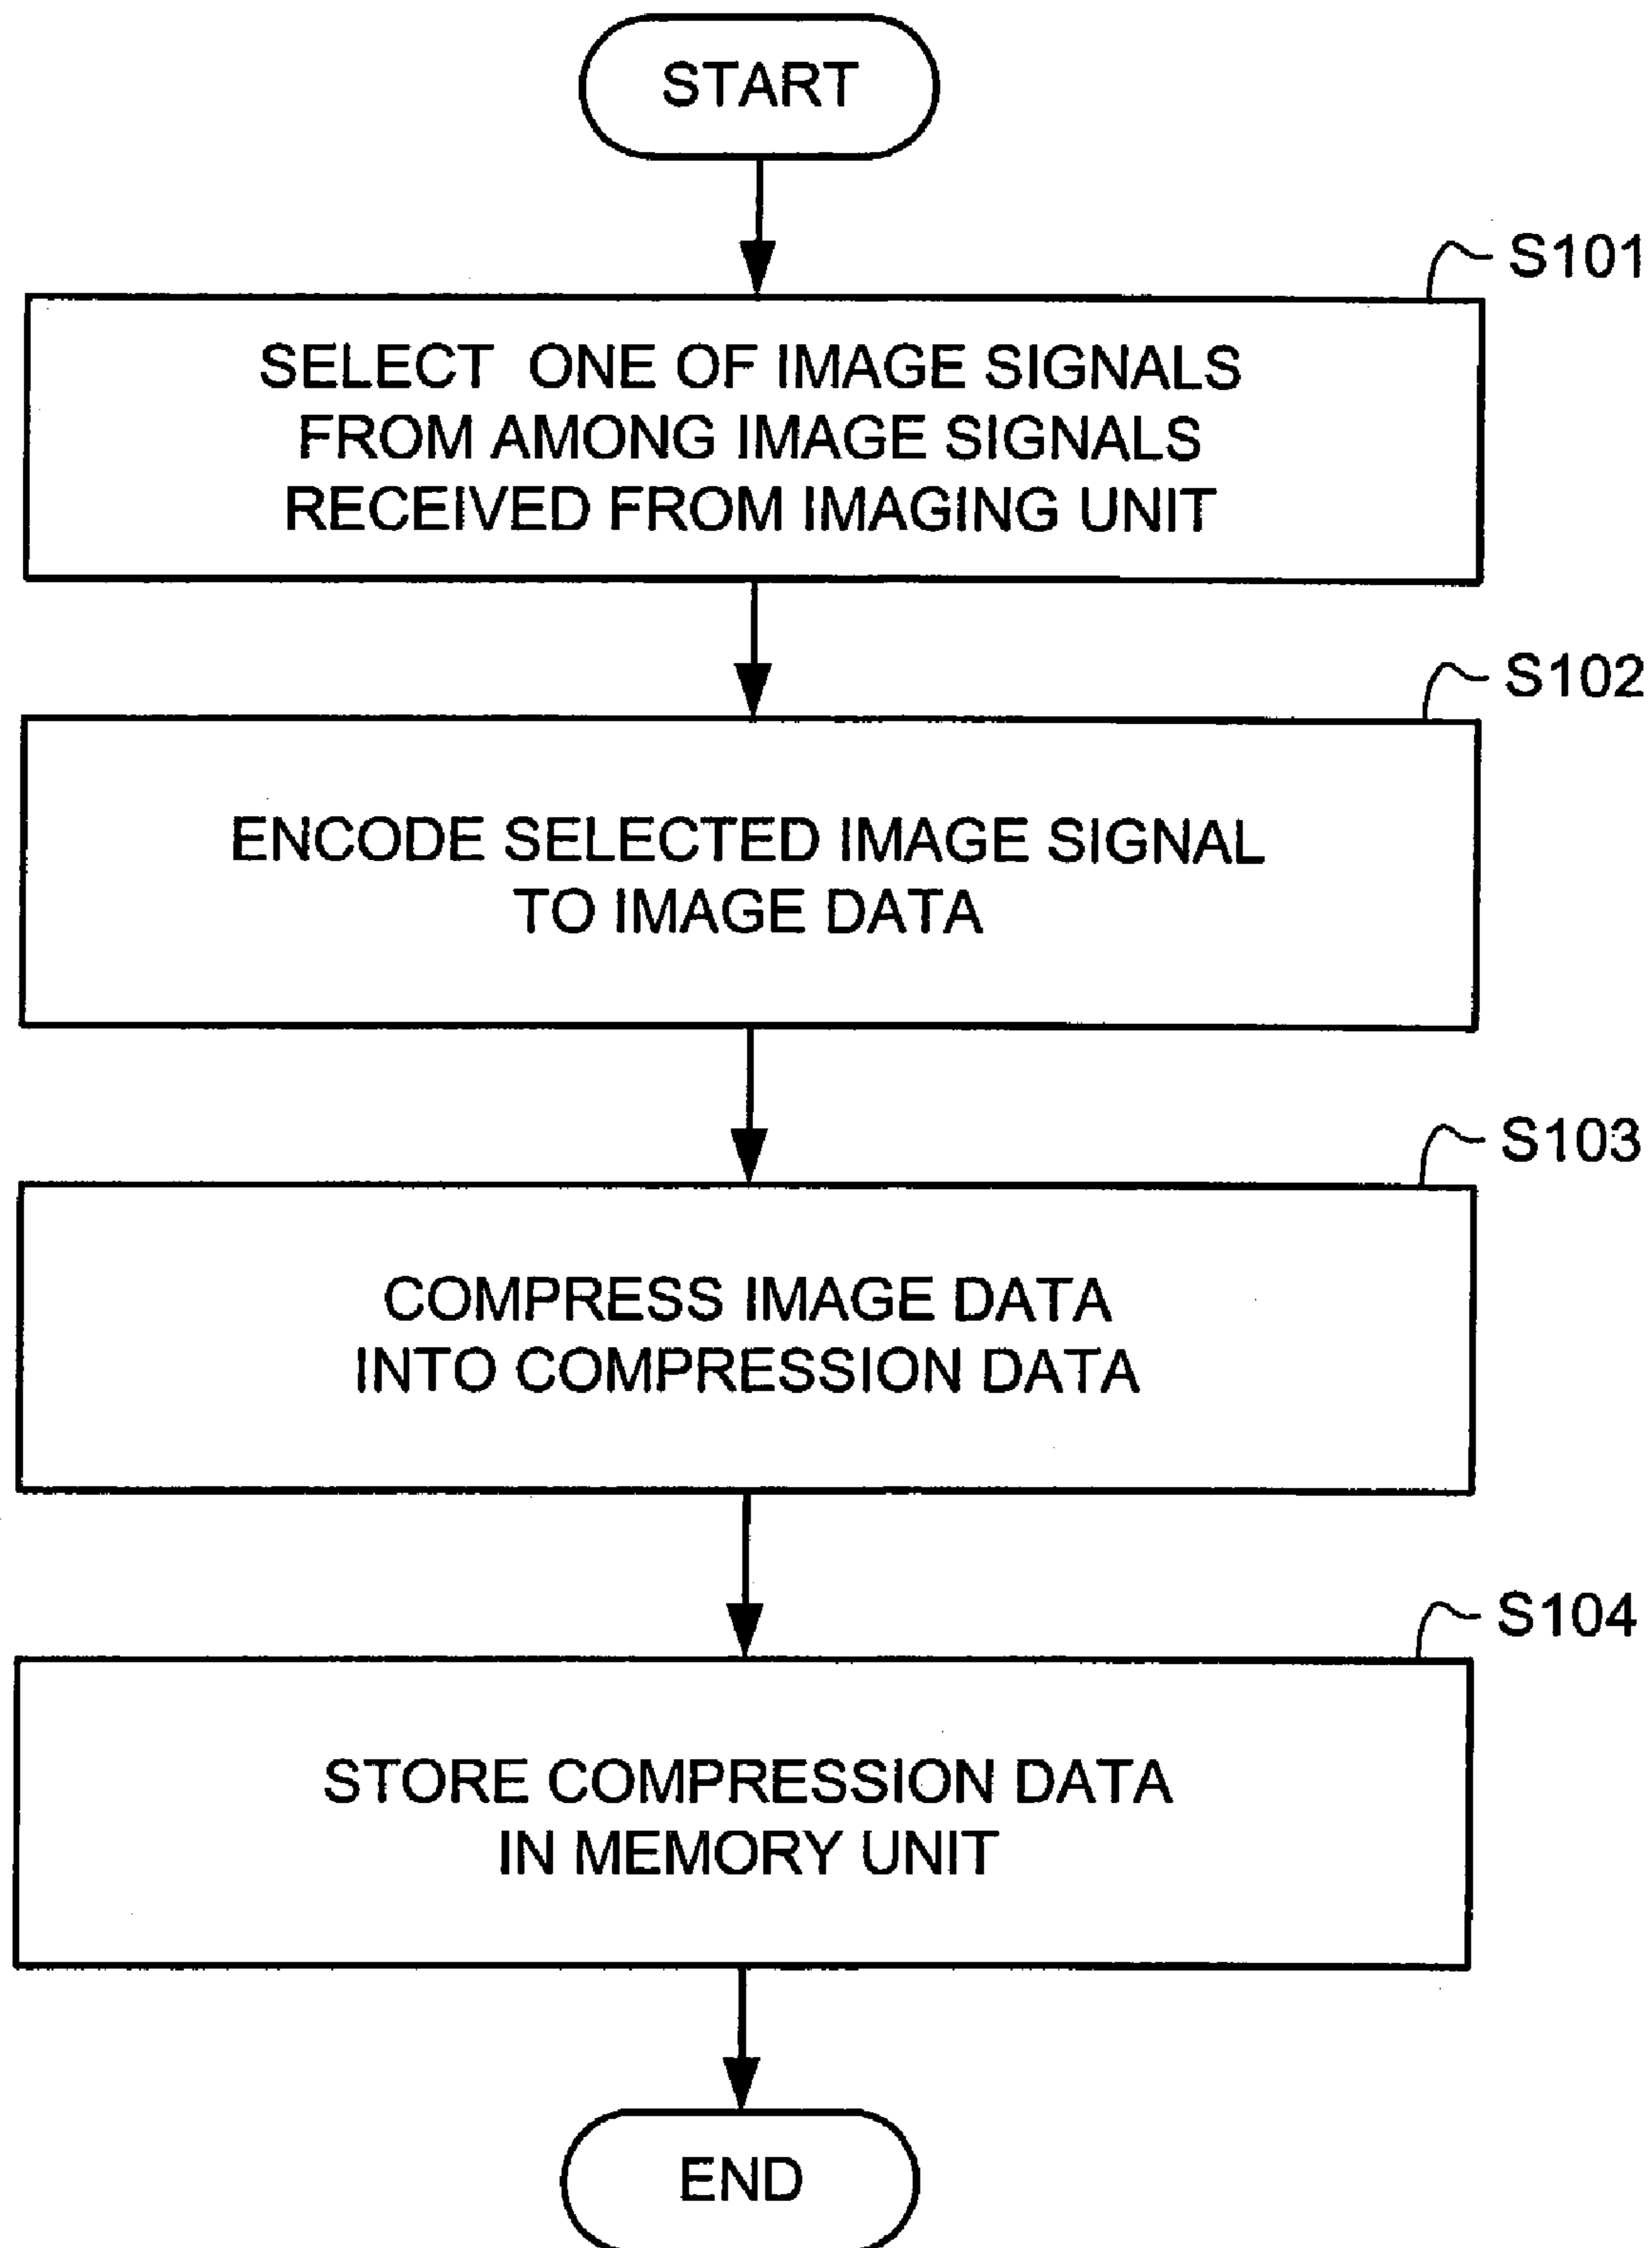 START
S101
SELECT ONE OF IMAGE SIGNALS
FROM AMONG IMAGE SIGNALS
RECEIVED FROM IMAGING UNIT
S102
ENCODE SELECTED IMAGE SIGNAL
TO IMAGE DATA
S103
COMPRESS IMAGE DATA
INTO COMPRESSION DATA
S104
STORE COMPRESSION DATA
IN MEMORY UNIT
END